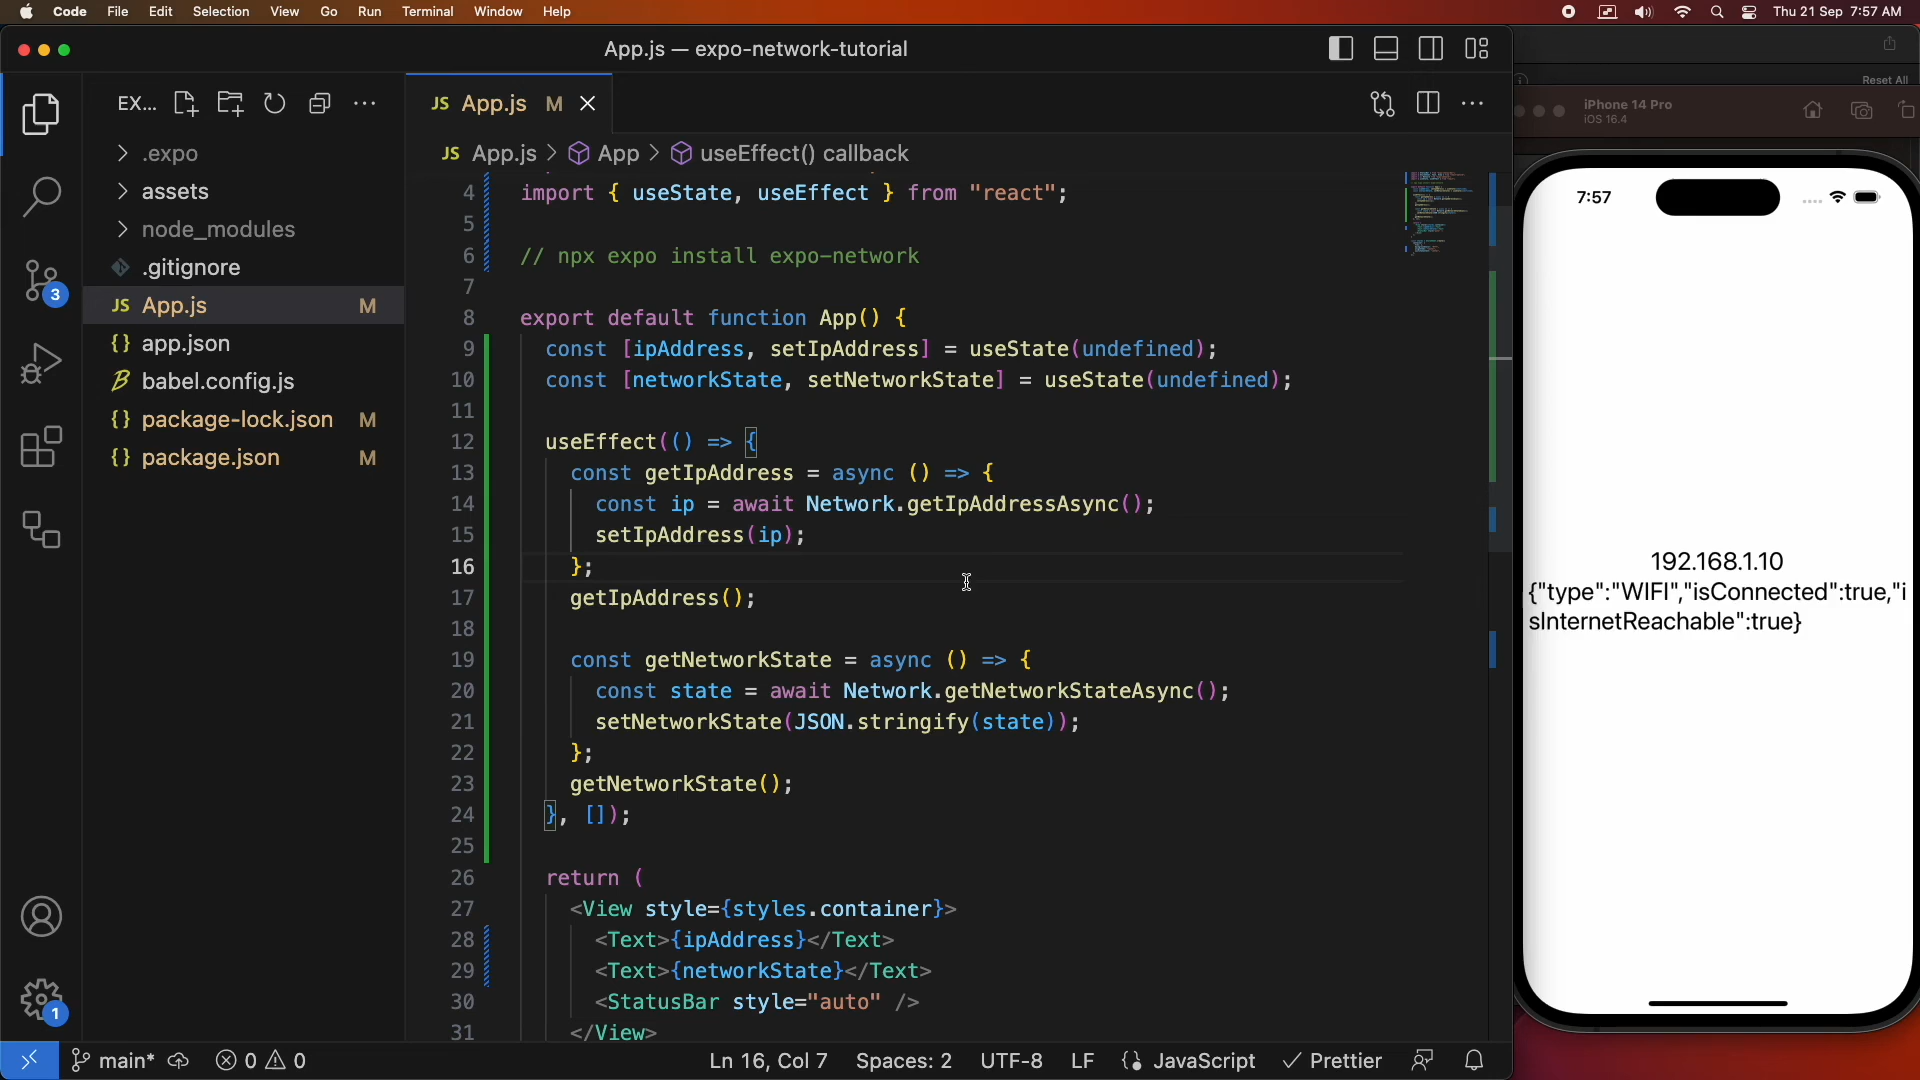 Code File Edit Selection View Go Run Terminal Window Help
Thu 21 Sep 7:57 AM
App.js — expo-network-tutorial
Reset All
iPhone 14 Pro
iOS 16.4
EX...
JS App.js M
JS App.js > App > useEffect() callback
.expo
assets
node_modules
.gitignore
JS App.js M
{} app.json
babel.config.js
{} package-lock.json M
{} package.json M
3
1
4 import { useState, useEffect } from "react";
5
6 // npx expo install expo-network
7
8 export default function App() {
9 const [ipAddress, setIpAddress] = useState(undefined);
10 const [networkState, setNetworkState] = useState(undefined);
11
12 useEffect(() => {
13 const getIpAddress = async () => {
14 const ip = await Network.getIpAddressAsync();
15 setIpAddress(ip);
16 };
17 getIpAddress();
18
19 const getNetworkState = async () => {
20 const state = await Network.getNetworkStateAsync();
21 setNetworkState(JSON.stringify(state));
22 };
23 getNetworkState();
24 }, []);
25
26 return (
27 <View style={styles.container}>
28 <Text>{ipAddress}</Text>
29 <Text>{networkState}</Text>
30 <StatusBar style="auto" />
31 </View>
7:57
192.168.1.10
{"type":"WIFI","isConnected":true,"i
sInternetReachable":true}
main* 0 0
Ln 16, Col 7 Spaces: 2 UTF-8 LF {} JavaScript Prettier